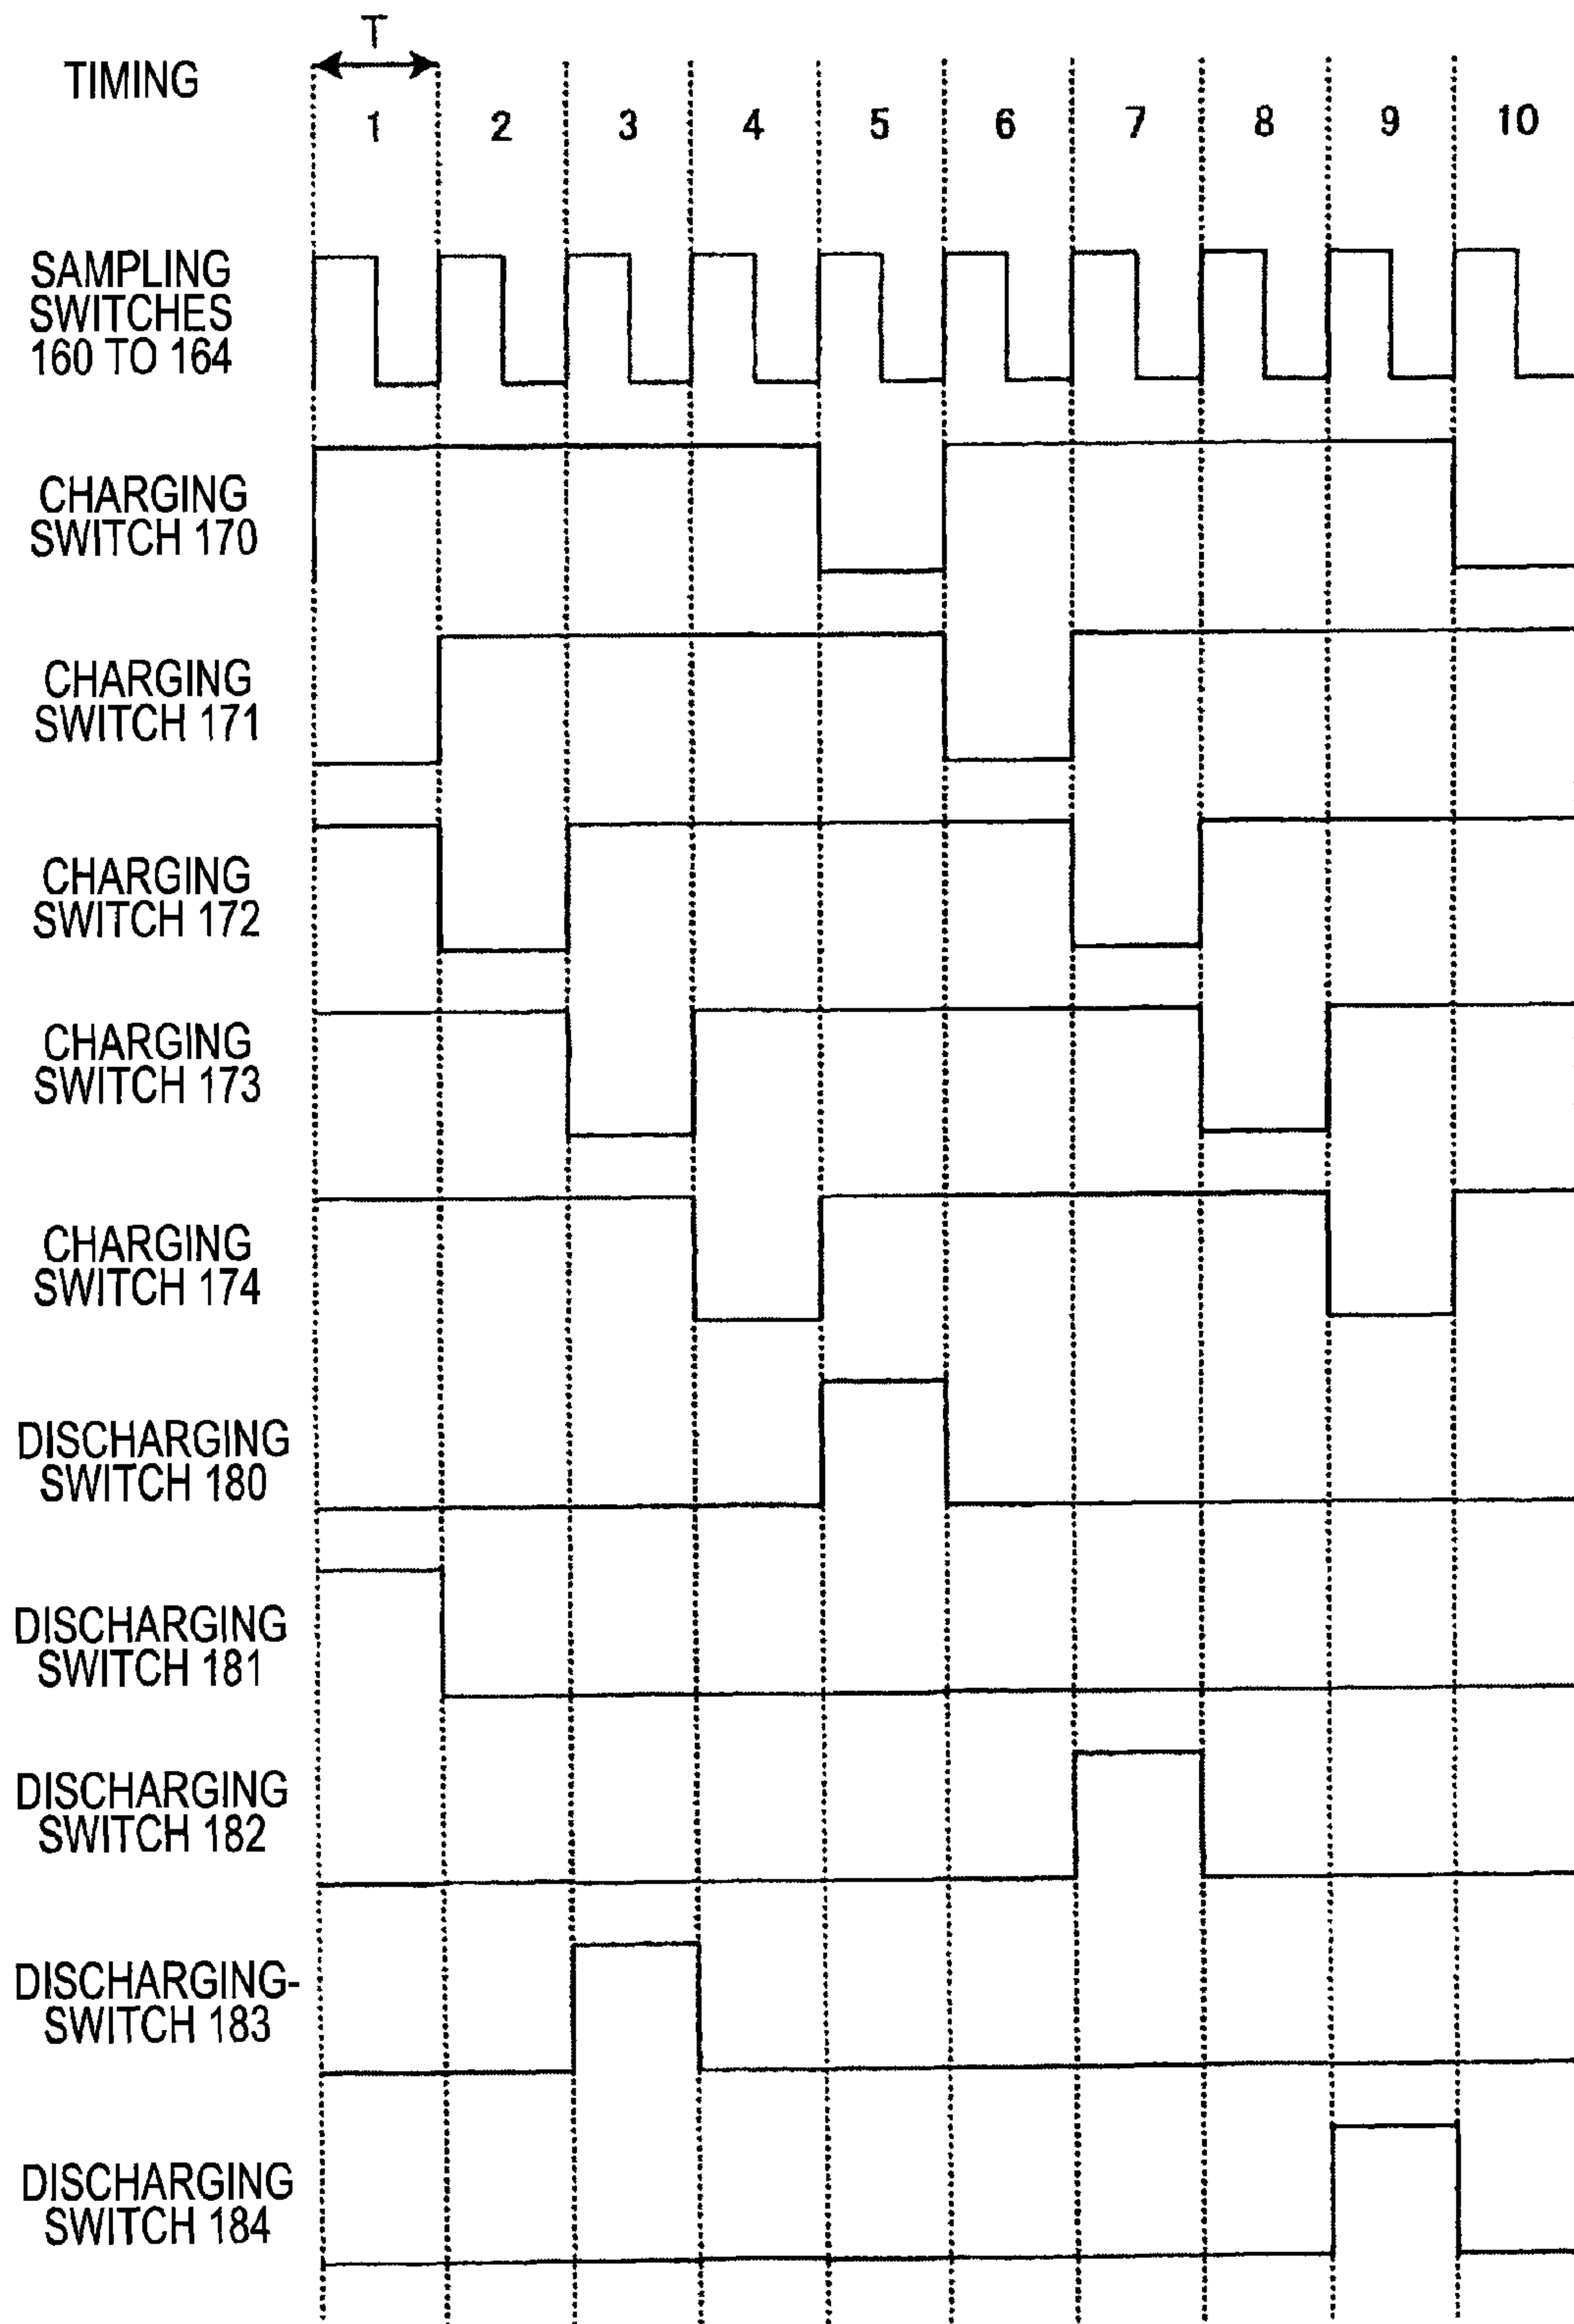 T
TIMING
1 2 3 4 5 6 7 8 9 10
SAMPLING
SWITCHES
160 TO 164
CHARGING
SWITCH 170
CHARGING
SWITCH 171
CHARGING
SWITCH 172
CHARGING
SWITCH 173
CHARGING
SWITCH 174
DISCHARGING
SWITCH 180
DISCHARGING
SWITCH 181
DISCHARGING
SWITCH 182
DISCHARGING-
SWITCH 183
DISCHARGING
SWITCH 184